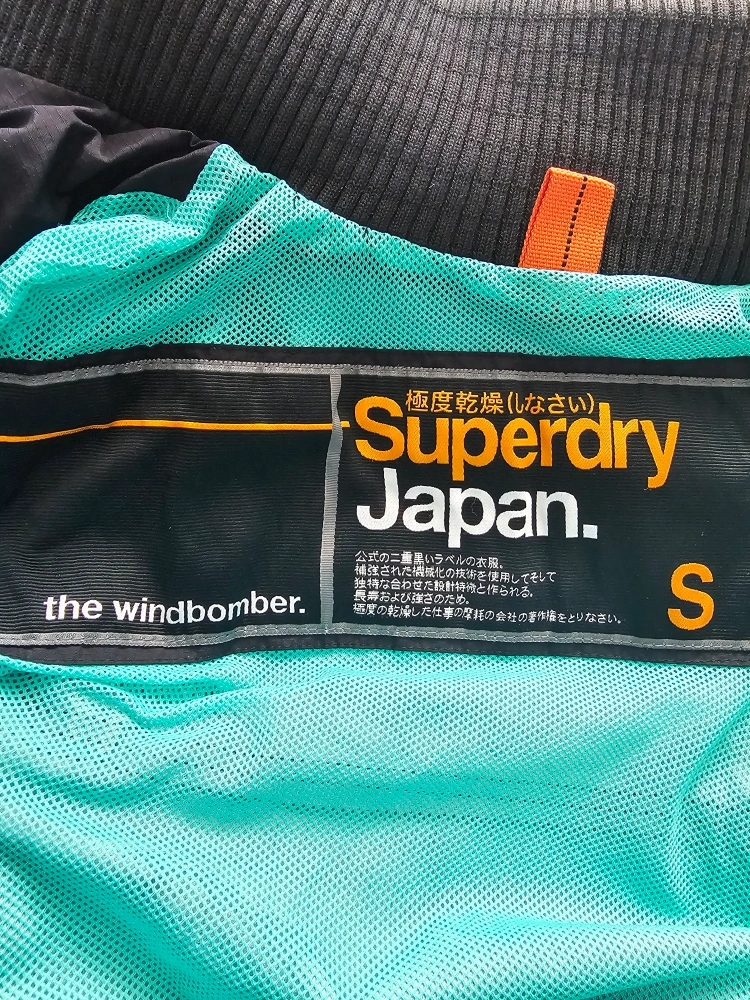 極度乾燥(しなさい)
Superdry
Japan.
公式の二重黒いラベルの衣服。
補強された機械化の技術を使用してそして
独特な合わせた設計特徴と作られる。
長寿および強さのため。
極度の乾燥した仕事の摩耗の会社の著作権をとりなさい。
S
the windbomber.